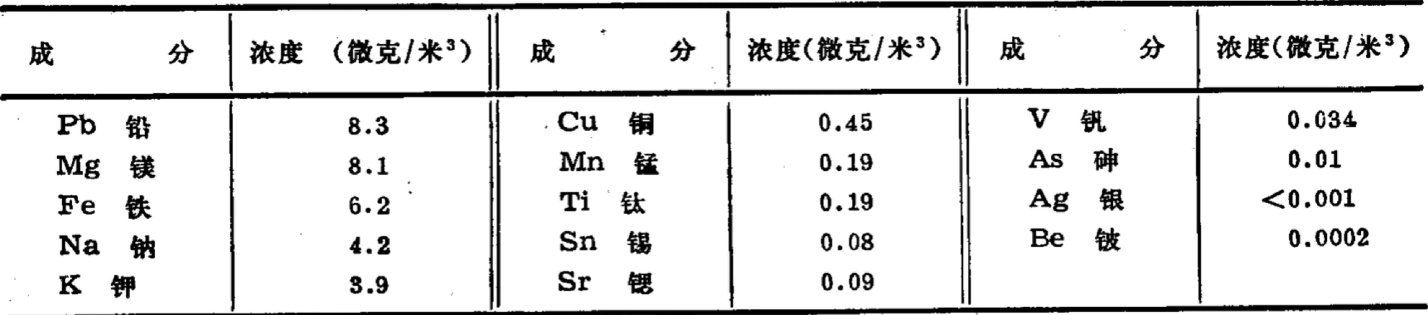 成 分 浓度 (微克/米³) 成 分 浓度(微克/米³) 成 分 浓度(微克/米³)
Pb 铅 8.3 Cu 铜 0.45 V 钒 0.034
Mg 镁 8.1 Mn 锰 0.19 As 砷 0.01
Fe 铁 6.2 Ti 钛 0.19 Ag 银 <0.001
Na 钠 4.2 Sn 锡 0.08 Be 铍 0.0002
K 钾 3.9 Sr 锶 0.09